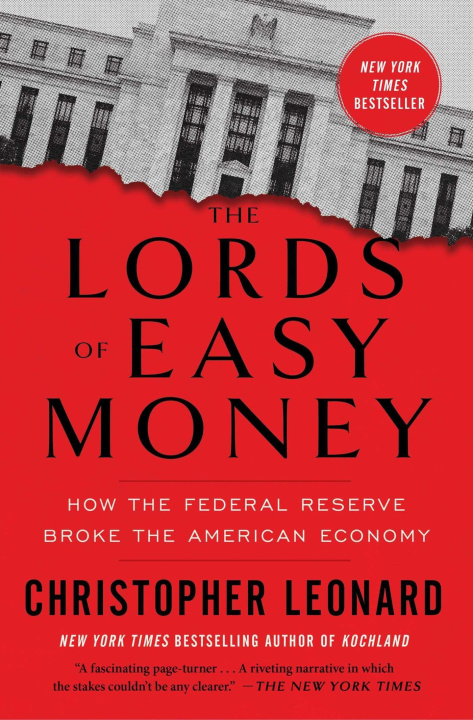 NEW YORK
TIMES
BESTSELLER
THE
LORDS
OF EASY
MONEY
HOW THE FEDERAL RESERVE
BROKE THE AMERICAN ECONOMY
CHRISTOPHER LEONARD
NEW YORK TIMES BESTSELLING AUTHOR OF KOCHLAND
“A fascinating page-turner . . . A riveting narrative in which
the stakes couldn’t be any clearer.” —THE NEW YORK TIMES